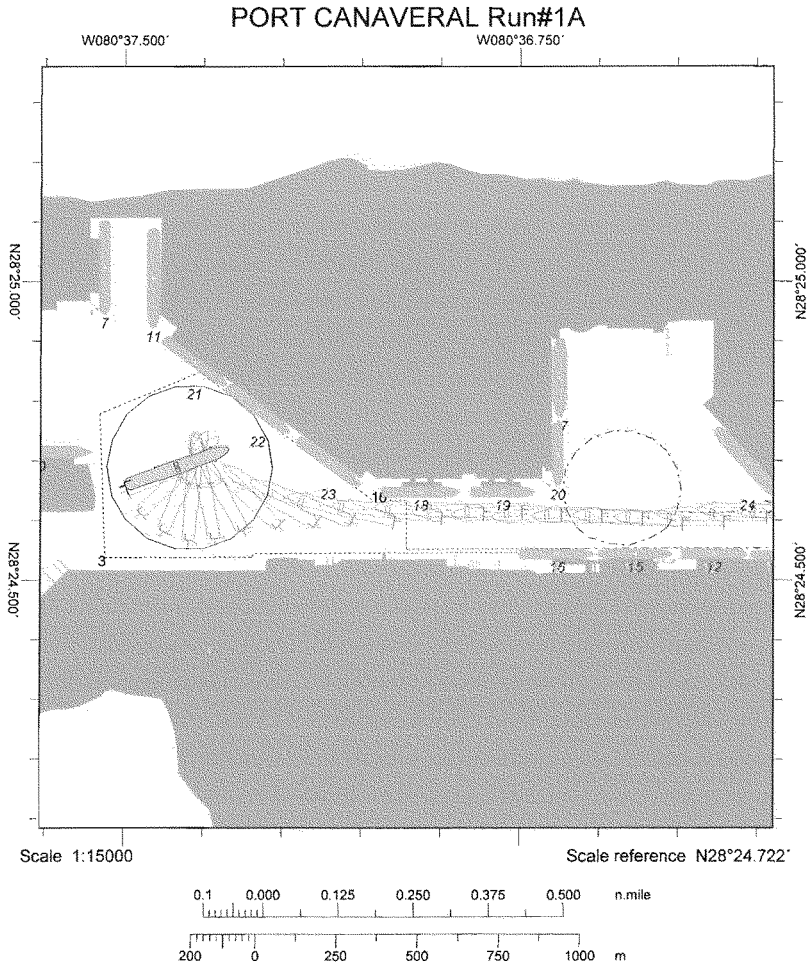 PORT CANAVERAL Run#1A
W080°37.500´ W080°36.750´
N28°25.000´ N28°25.000´
7
11
21
7
22
23 16 18 19 20 24
3
15 15 12
N28°24.500´ N28°24.500´
Scale 1:15000 Scale reference N28°24.722´
0.1 0.000 0.125 0.250 0.375 0.500 n.mile
200 0 250 500 750 1000 m